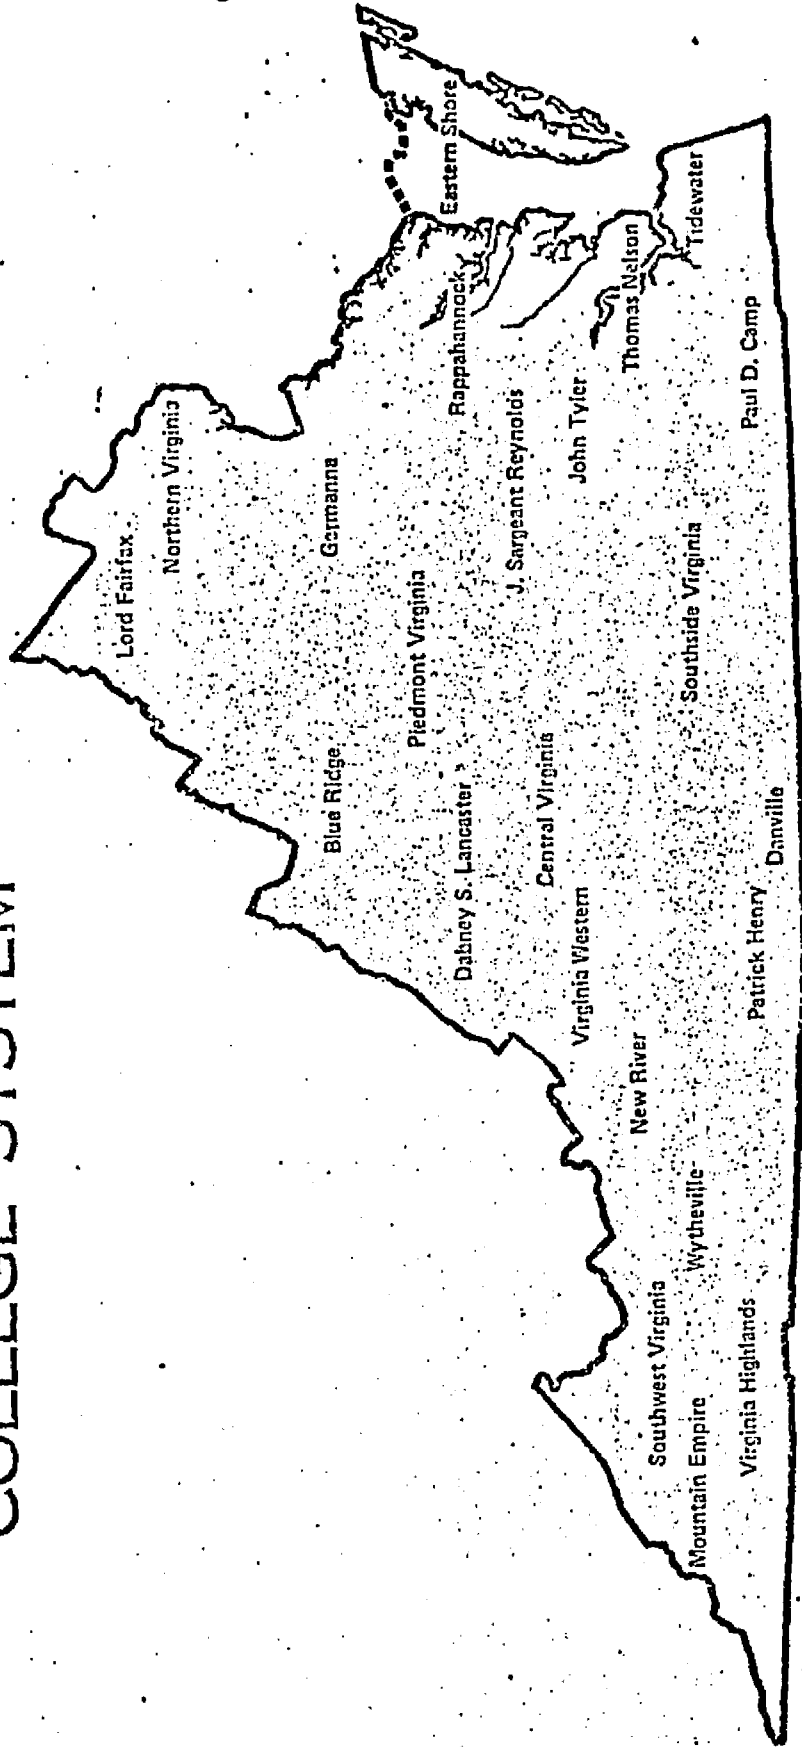 COLLEGE SYSTEM
Lord Fairfax
Northern Virginia
Germanna
Blue Ridge
Piedmont Virginia
Eastern Shore
Rappahannock
Dabney S. Lancaster
J. Sargeant Reynolds
Central Virginia
John Tyler
Virginia Western
Thomas Nelson
New River
Southwest Virginia
Southside Virginia
Tidewater
Wytheville
Mountain Empire
Virginia Highlands
Patrick Henry
Danville
Paul D. Camp